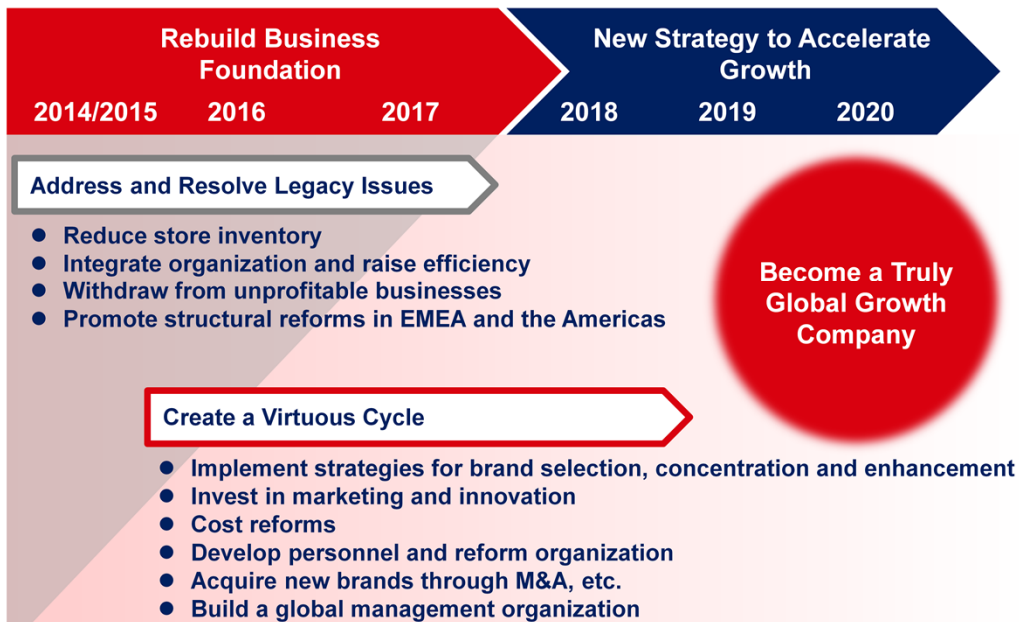 Rebuild Business
Foundation
2014/2015 2016 2017
New Strategy to Accelerate
Growth
2018 2019 2020
Address and Resolve Legacy Issues
● Reduce store inventory
● Integrate organization and raise efficiency
● Withdraw from unprofitable businesses
● Promote structural reforms in EMEA and the Americas
Become a Truly
Global Growth
Company
Create a Virtuous Cycle
● Implement strategies for brand selection, concentration and enhancement
● Invest in marketing and innovation
● Cost reforms
● Develop personnel and reform organization
● Acquire new brands through M&A, etc.
● Build a global management organization